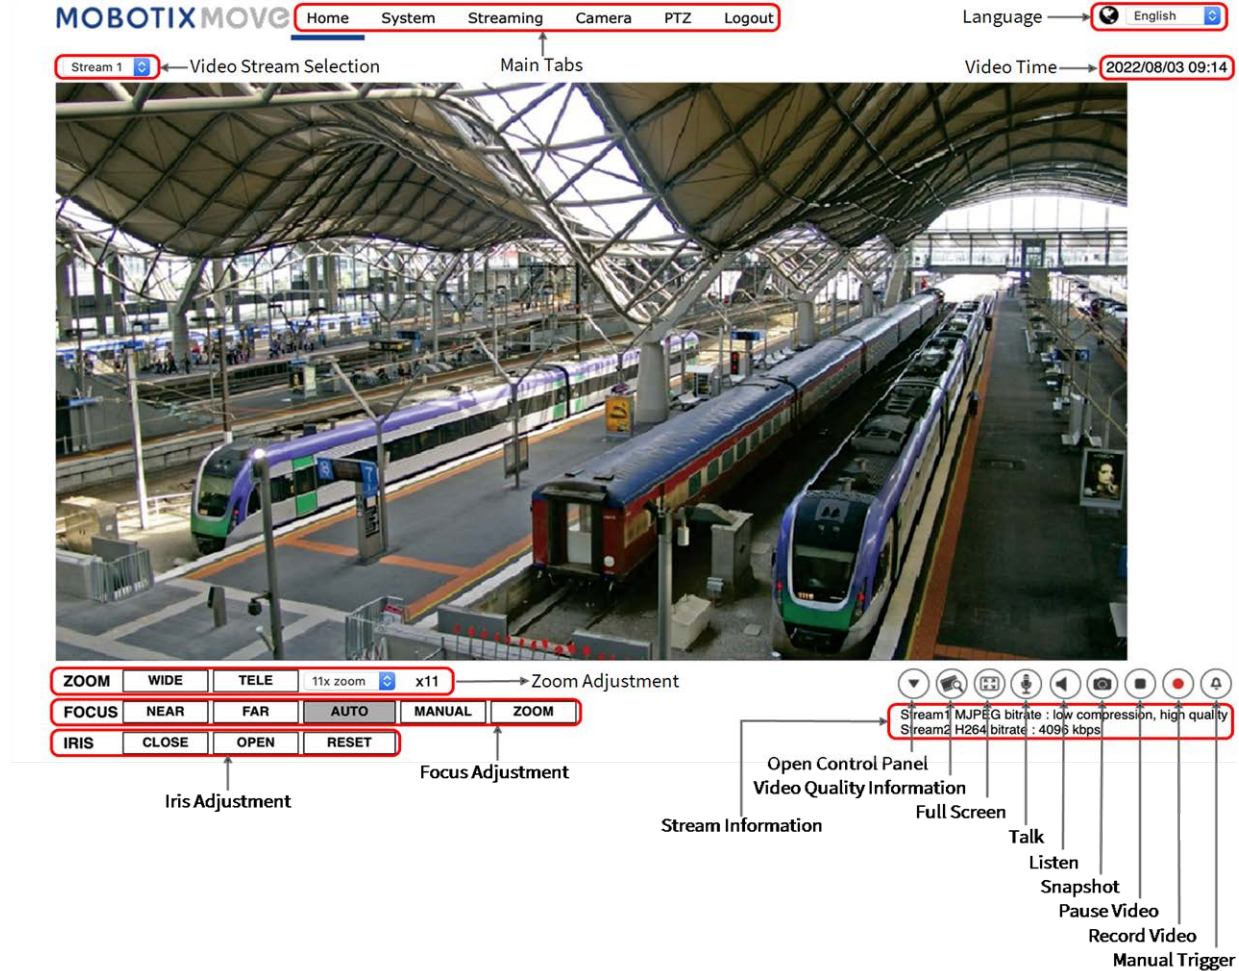 MOBOTIX MOVE
Home System Streaming Camera PTZ Logout
Language
English
Stream 1
Video Stream Selection
Main Tabs
Video Time
2022/08/03 09:14
ZOOM WIDE TELE 11x zoom x11
Zoom Adjustment
FOCUS NEAR FAR AUTO MANUAL ZOOM
IRIS CLOSE OPEN RESET
Stream1 MJPEG bitrate : low compression, high quality
Stream2 H264 bitrate : 4096 kbps
Focus Adjustment
Iris Adjustment
Open Control Panel
Video Quality Information
Full Screen
Stream Information
Talk
Listen
Snapshot
Pause Video
Record Video
Manual Trigger